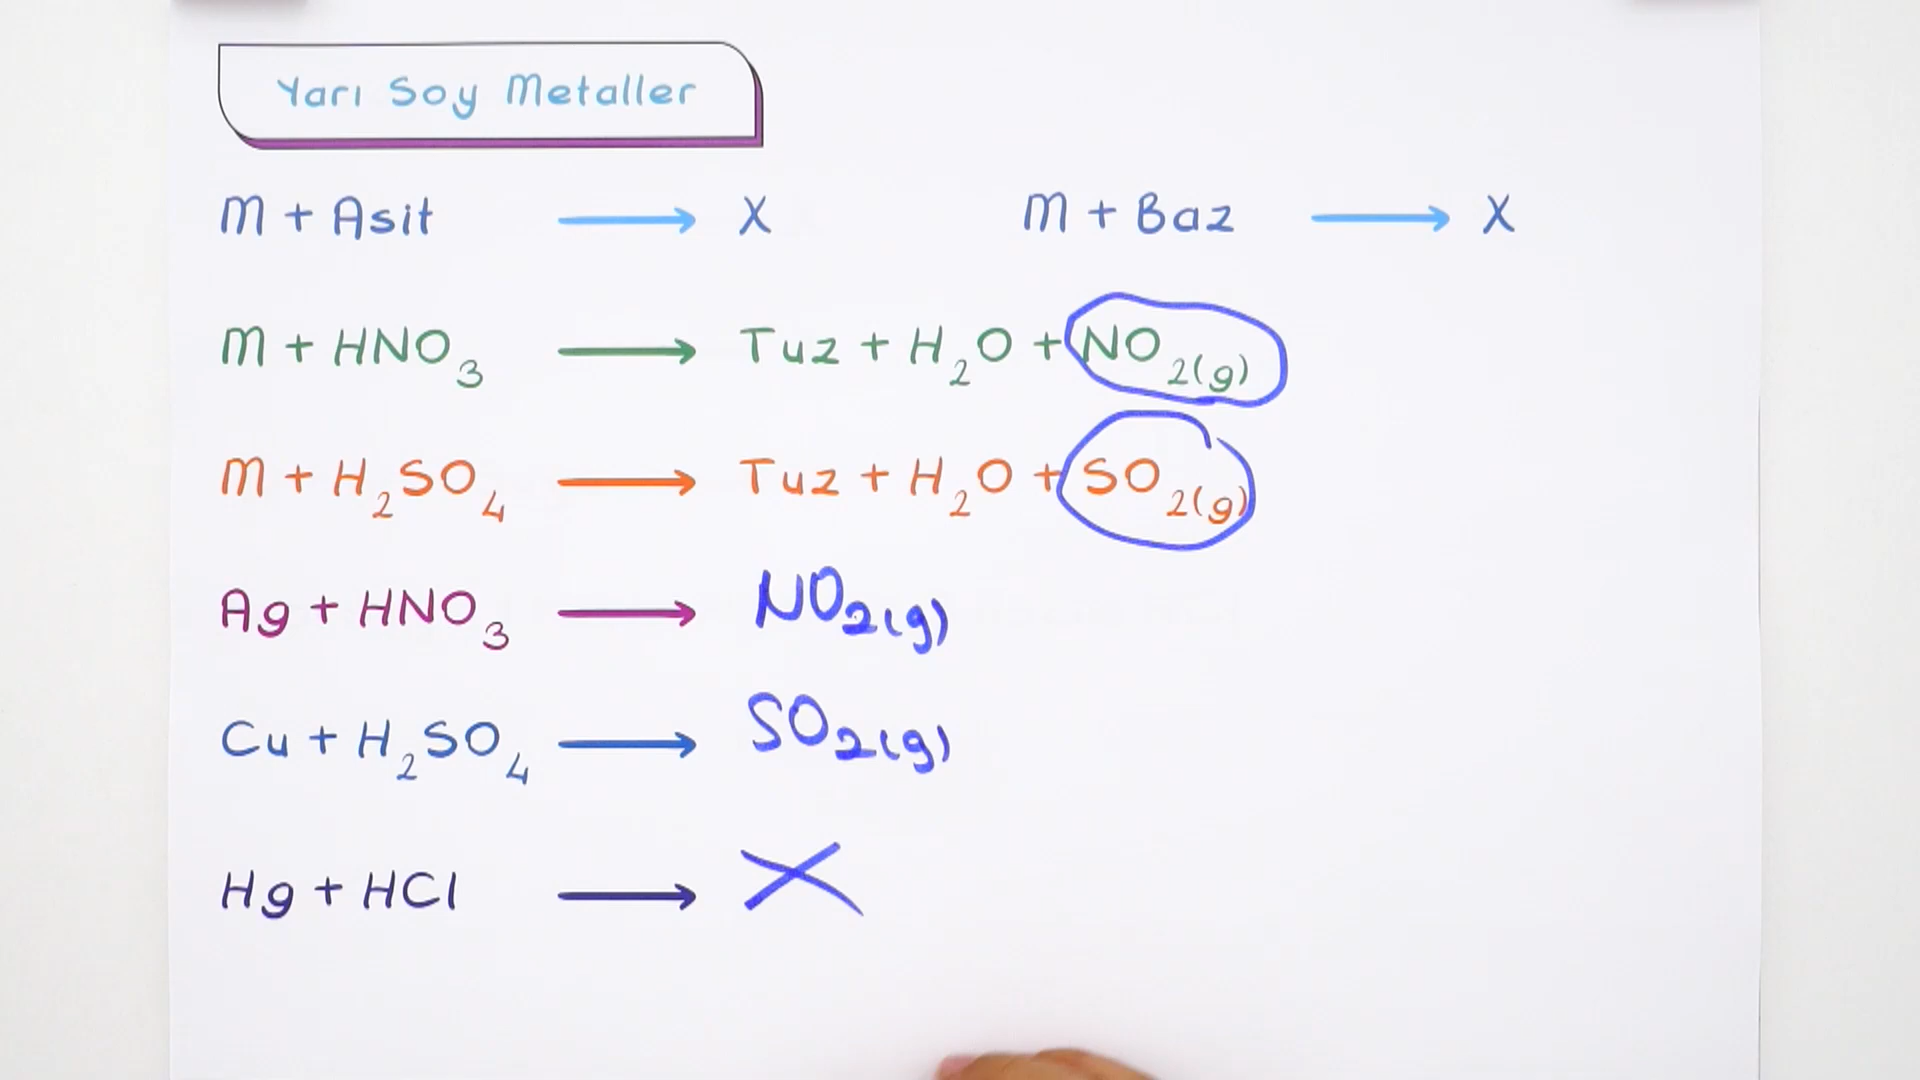 Yarı Soy Metaller
M + Asit → X M + Baz → X
M + HNO₃ → Tuz + H₂O + NO₂(g)
M + H₂SO₄ → Tuz + H₂O + SO₂(g)
Ag + HNO₃ → NO₂(g)
Cu + H₂SO₄ → SO₂(g)
Hg + HCl → X